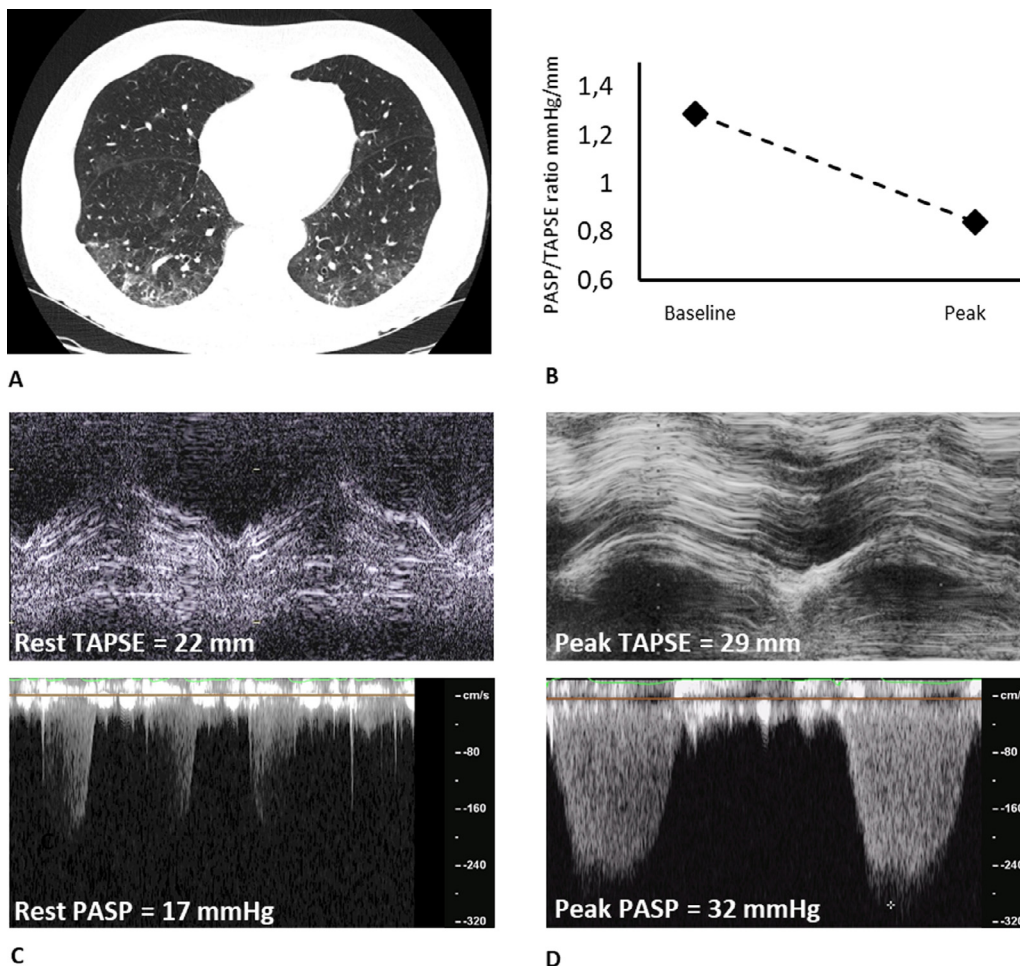 A
PASP/TAPSE ratio mmHg/mm
1,4
1,2
1
0,8
0,6
Baseline Peak
B
Rest TAPSE = 22 mm
Peak TAPSE = 29 mm
cm/s
-80
-160
-240
-320
Rest PASP = 17 mmHg
C
C
cm/
-80
-160
-240
-320
Peak PASP = 32 mmHg
D